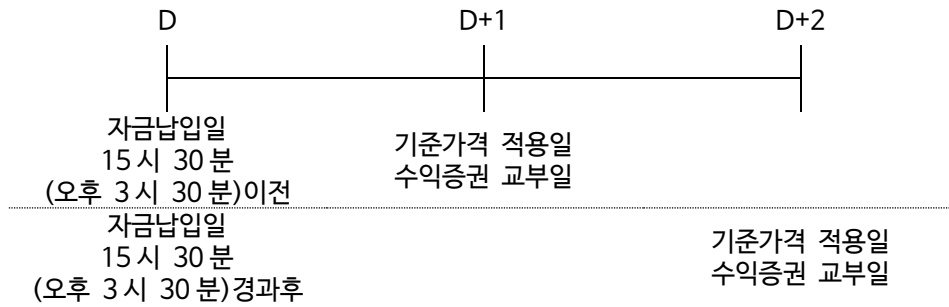 D D+1 D+2
자금납입일
15시 30분
(오후 3시 30분)이전
기준가격 적용일
수익증권 교부일
자금납입일
15시 30분
(오후 3시 30분)경과후
기준가격 적용일
수익증권 교부일